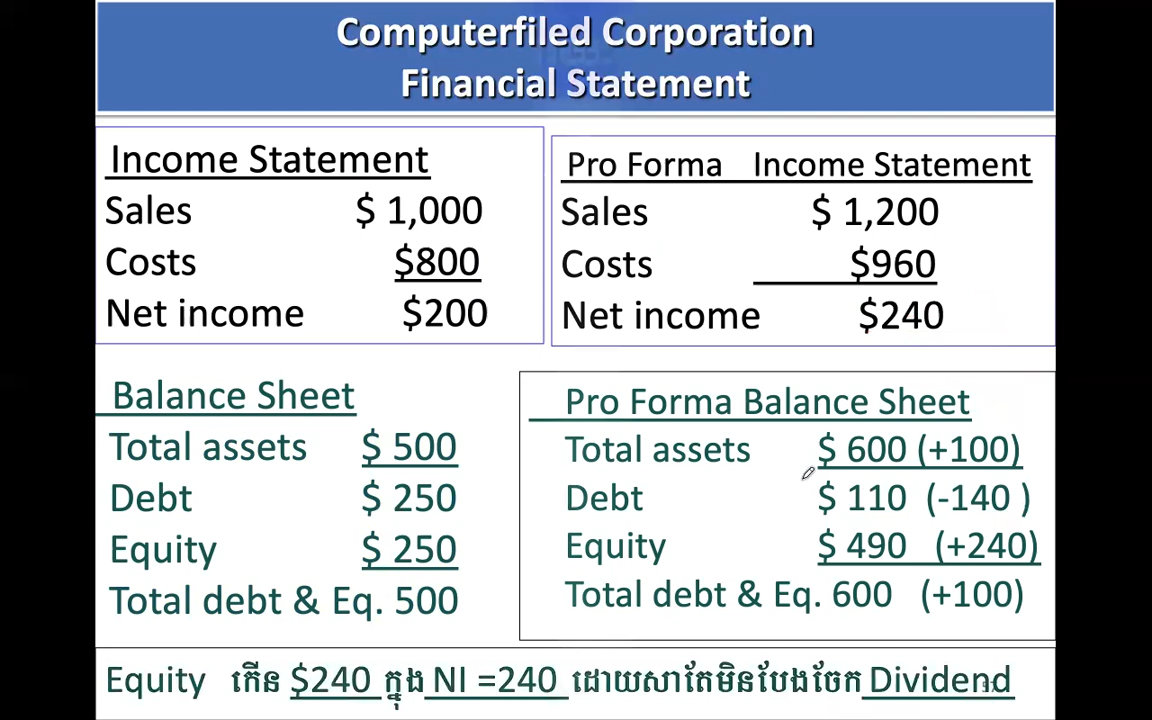 Computerfiled Corporation
Financial Statement
Income Statement
Sales $ 1,000
Costs $800
Net income $200
Pro Forma Income Statement
Sales $ 1,200
Costs $960
Net income $240
Balance Sheet
Total assets $ 500
Debt $ 250
Equity $ 250
Total debt & Eq. 500
Pro Forma Balance Sheet
Total assets $ 600 (+100)
Debt $ 110 (-140 )
Equity $ 490 (+240)
Total debt & Eq. 600 (+100)
Equity កើន $240 ក្នុង NI =240 ដោយសាតែមិនបែងចែក Dividend